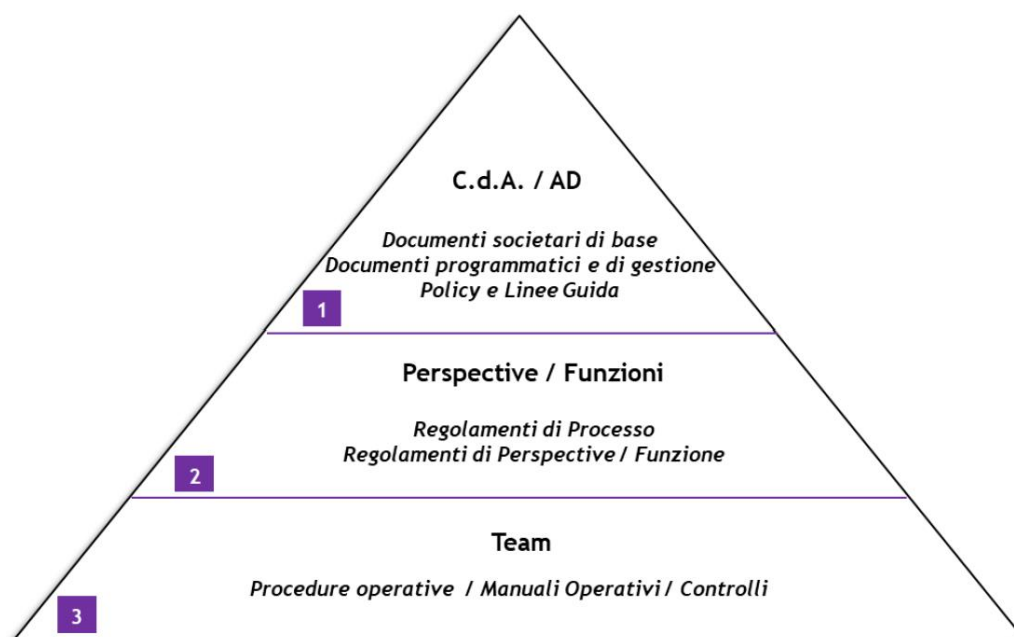 C.d.A. / AD
Documenti societari di base
Documenti programmatici e di gestione
Policy e Linee Guida
1
Perspective / Funzioni
Regolamenti di Processo
Regolamenti di Perspective / Funzione
2
Team
Procedure operative / Manuali Operativi / Controlli
3